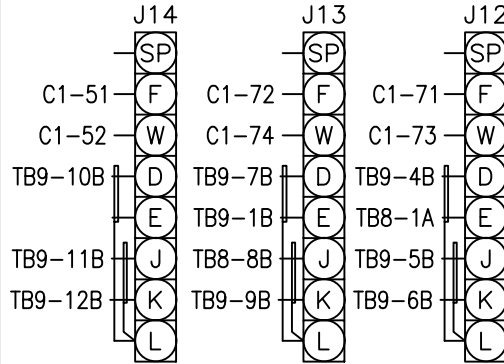 J14 J13 J12
SP SP SP
C1-51 F C1-72 F C1-71 F
C1-52 W C1-74 W C1-73 W
TB9-10B D TB9-7B D TB9-4B D
E TB9-1B E TB8-1A E
TB9-11B J TB8-8B J TB9-5B J
TB9-12B K TB9-9B K TB9-6B K
L L L